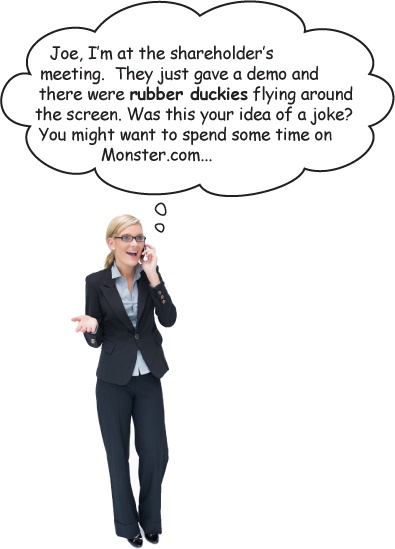 Joe, I'm at the shareholder's
meeting. They just gave a demo and
there were rubber duckies flying around
the screen. Was this your idea of a joke?
You might want to spend some time on
Monster.com...